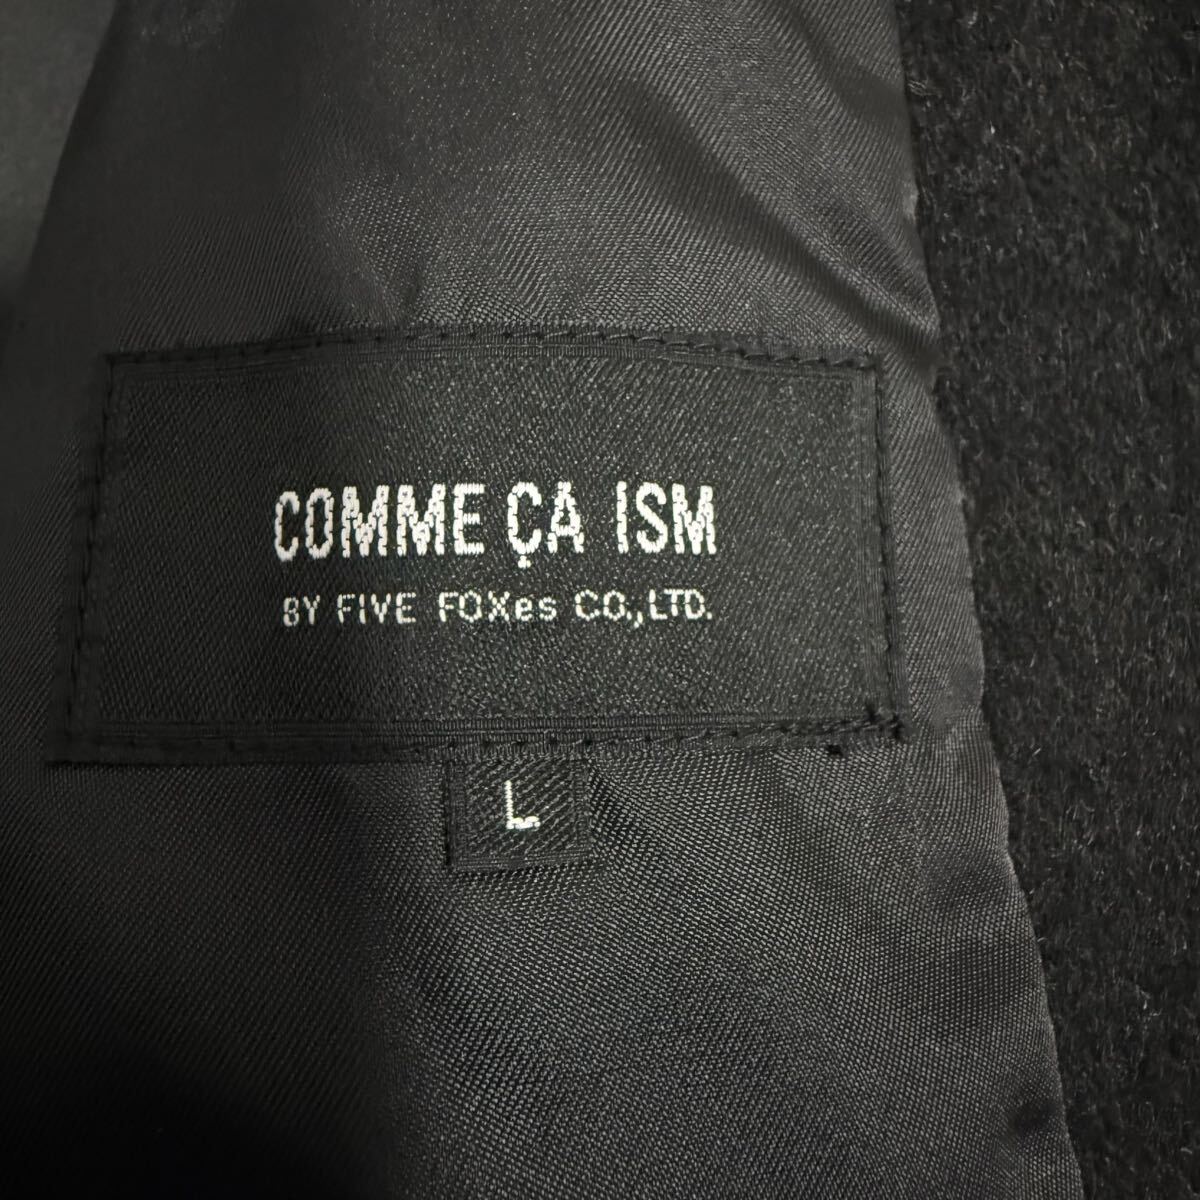 COMME ÇA ISM
BY FIVE FOXes CO.,LTD.
L